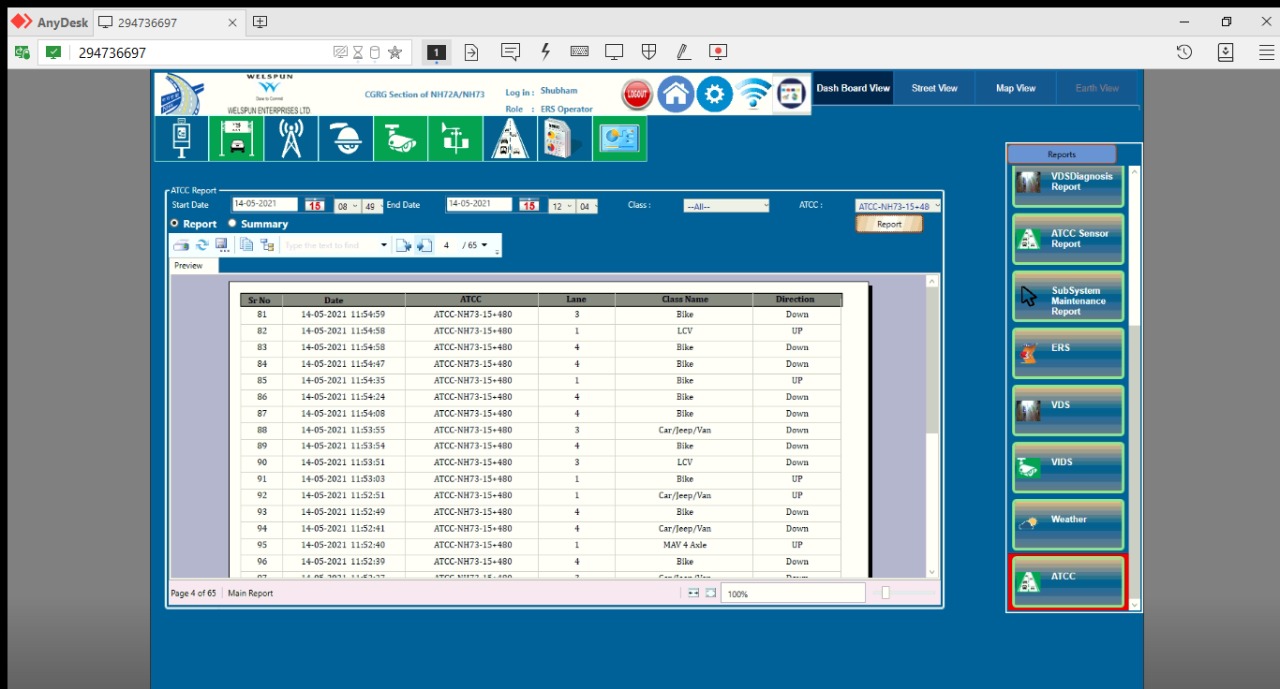 AnyDesk 294736697
294736697 1
WELSPUN
Dare to Commit
WELSPUN ENTERPRISES LTD.
CGRG Section of NH72A/NH73
Log in : Shubham
Role : ERS Operator
LOGOUT
Dash Board View Street View Map View Earth View
Reports
VDSDiagnosis
Report
ATCC Sensor
Report
SubSystem
Maintenance
Report
ERS
VDS
VIDS
Weather
ATCC
ATCC Report
Start Date 14-05-2021 15 08 49 End Date 14-05-2021 15 12 04 Class : --All-- ATCC : ATCC-NH73-15+48
Report Summary Report
Type the text to find 4 / 65
Preview
Sr No Date ATCC Lane Class Name Direction
81 14-05-2021 11:54:59 ATCC-NH73-15+480 3 Bike Down
82 14-05-2021 11:54:58 ATCC-NH73-15+480 1 LCV UP
83 14-05-2021 11:54:58 ATCC-NH73-15+480 4 Bike Down
84 14-05-2021 11:54:47 ATCC-NH73-15+480 4 Bike Down
85 14-05-2021 11:54:35 ATCC-NH73-15+480 1 Bike UP
86 14-05-2021 11:54:24 ATCC-NH73-15+480 4 Bike Down
87 14-05-2021 11:54:08 ATCC-NH73-15+480 4 Bike Down
88 14-05-2021 11:53:55 ATCC-NH73-15+480 3 Car/Jeep/Van Down
89 14-05-2021 11:53:54 ATCC-NH73-15+480 4 Bike Down
90 14-05-2021 11:53:51 ATCC-NH73-15+480 3 LCV Down
91 14-05-2021 11:53:03 ATCC-NH73-15+480 1 Bike UP
92 14-05-2021 11:52:51 ATCC-NH73-15+480 1 Car/Jeep/Van UP
93 14-05-2021 11:52:49 ATCC-NH73-15+480 4 Bike Down
94 14-05-2021 11:52:41 ATCC-NH73-15+480 4 Car/Jeep/Van Down
95 14-05-2021 11:52:40 ATCC-NH73-15+480 1 MAV 4 Axle UP
96 14-05-2021 11:52:39 ATCC-NH73-15+480 4 Bike Down
Page 4 of 65 Main Report 100%